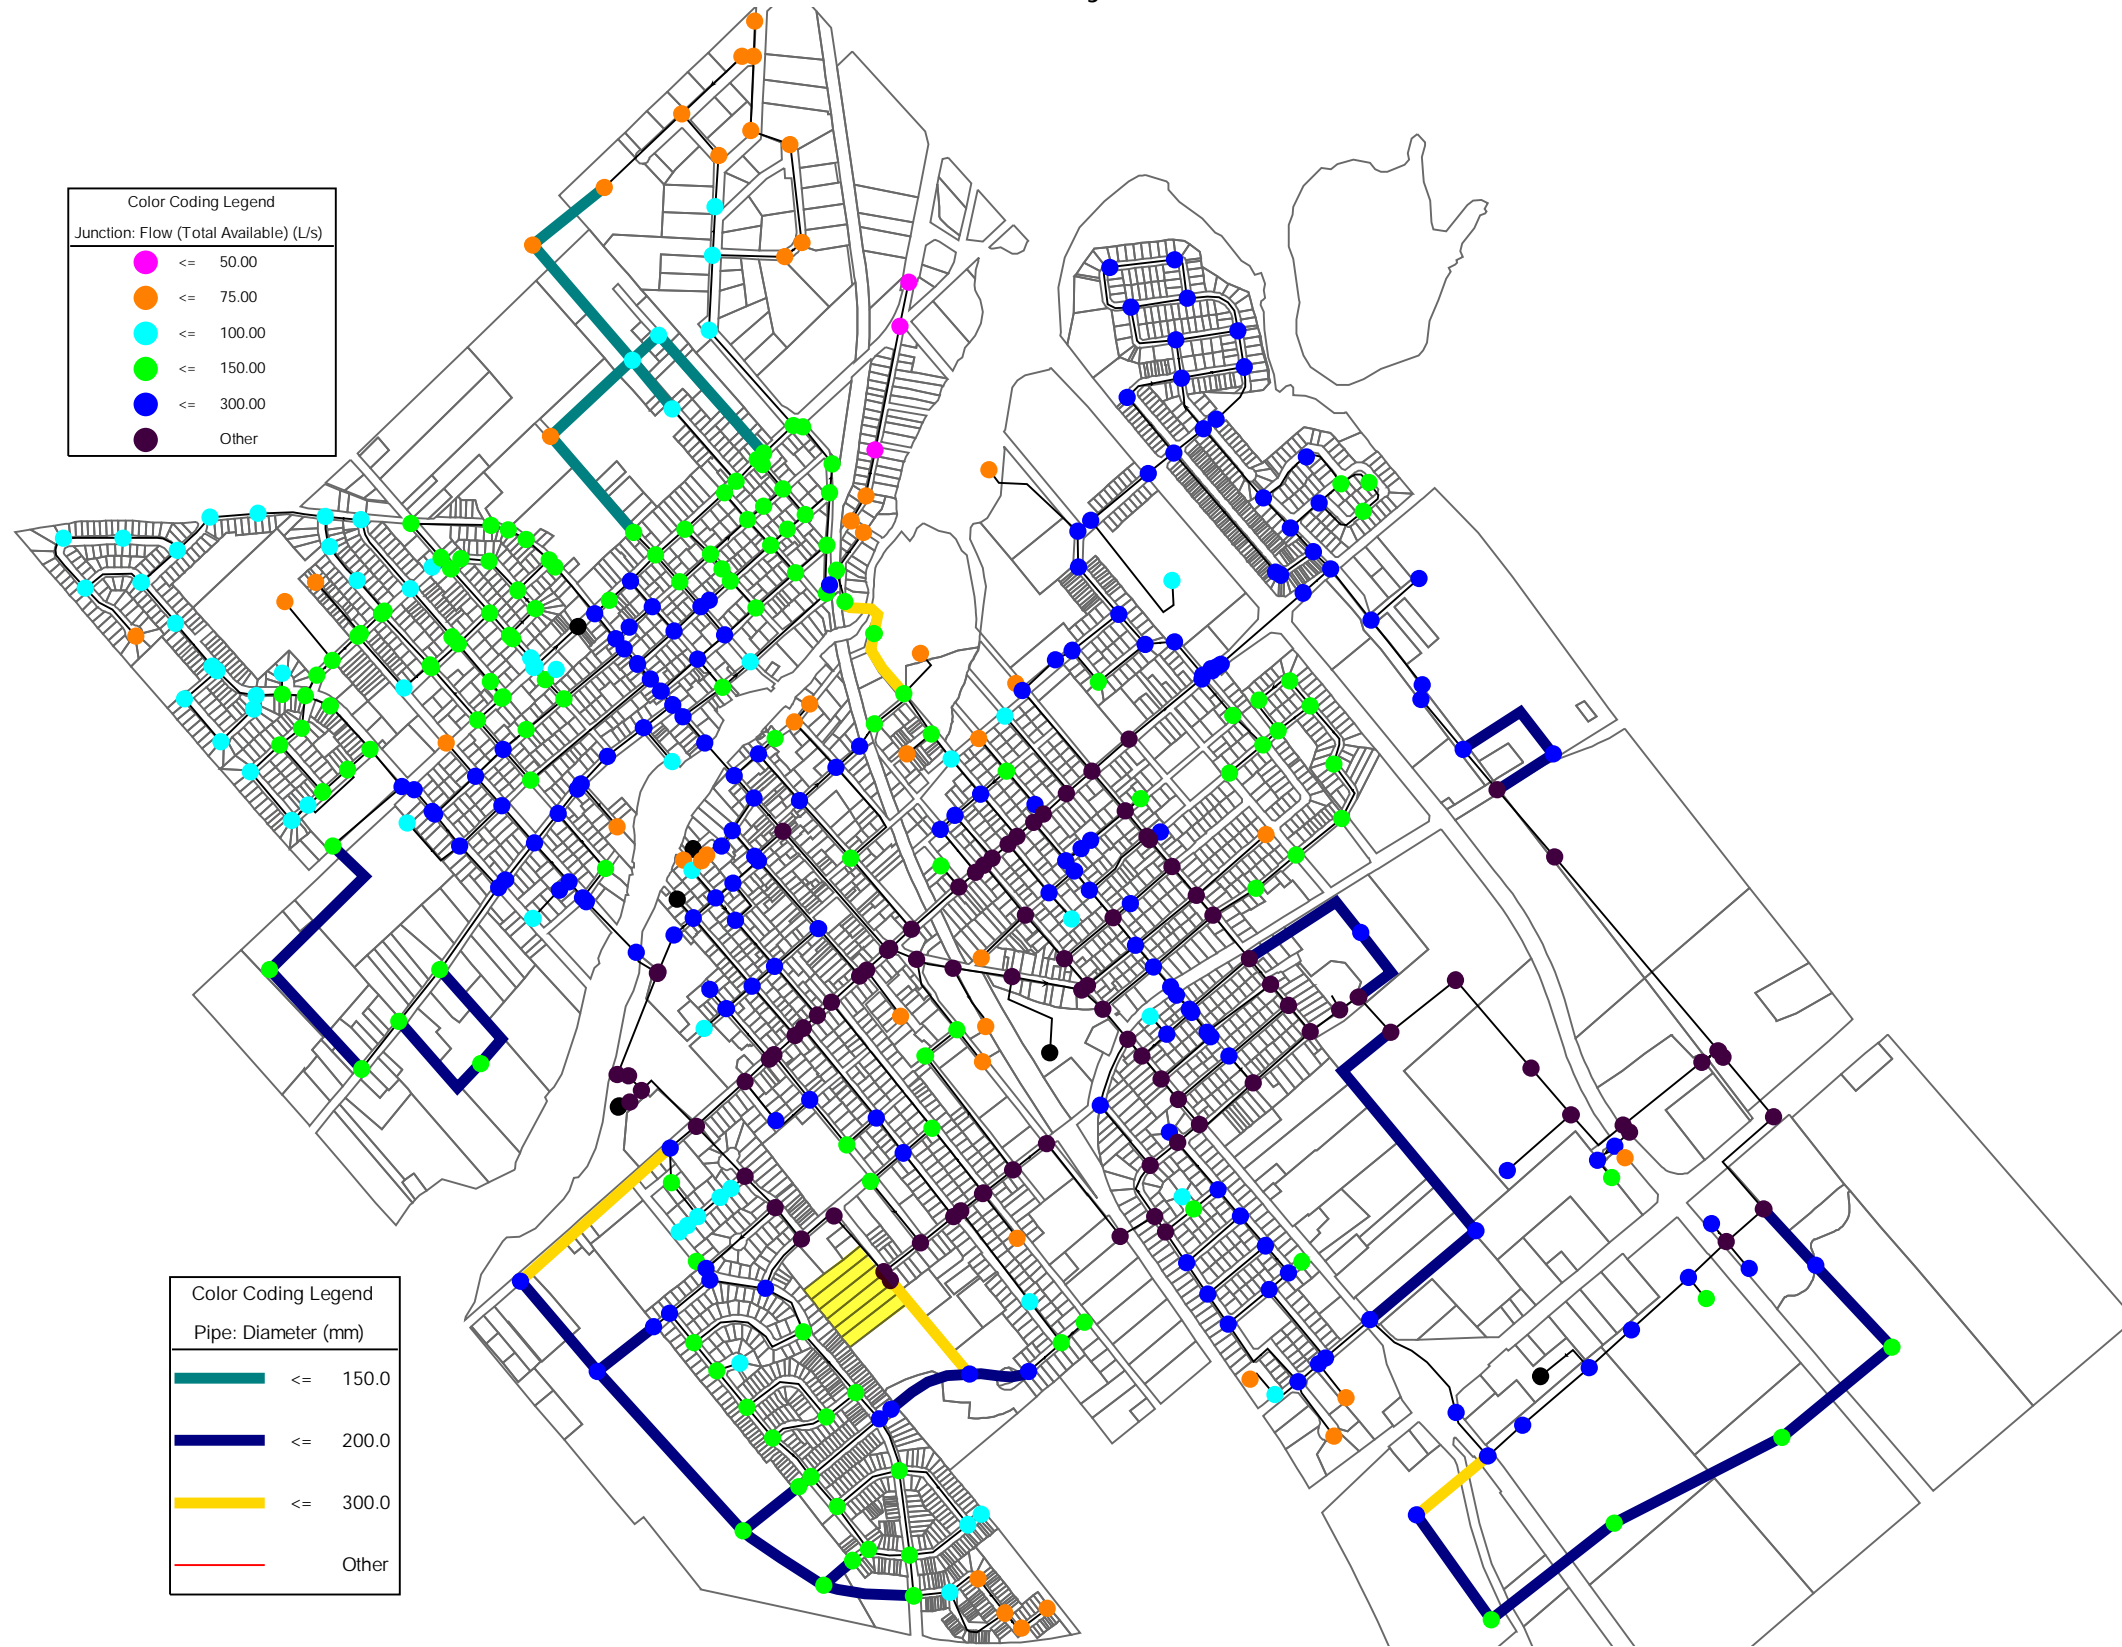 Color Coding Legend
Junction: Flow (Total Available) (L/s)
<= 50.00
<= 75.00
<= 100.00
<= 150.00
<= 300.00
Other
Color Coding Legend
Pipe: Diameter (mm)
<= 150.0
<= 200.0
<= 300.0
Other